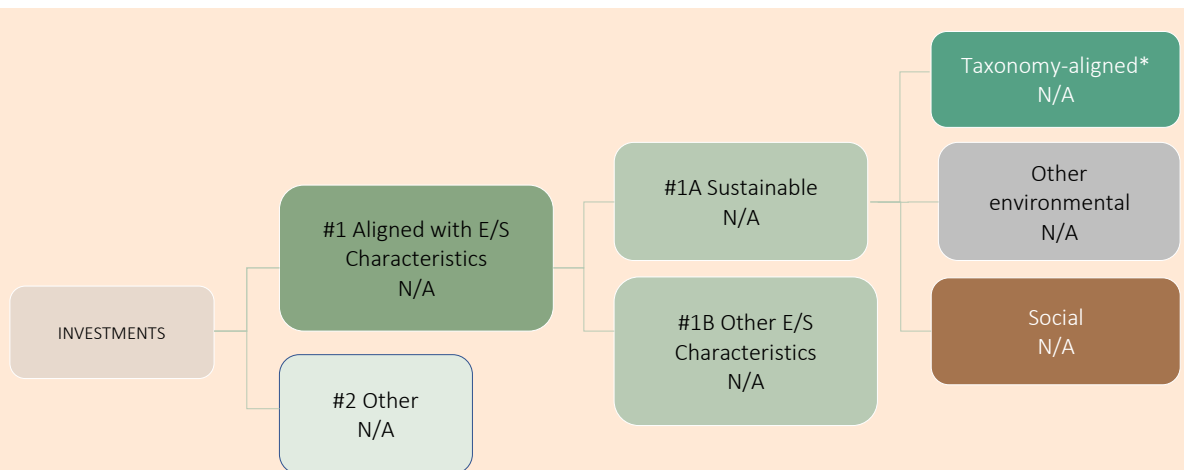 INVESTMENTS
#1 Aligned with E/S
Characteristics
N/A
#2 Other
N/A
#1A Sustainable
N/A
#1B Other E/S
Characteristics
N/A
Taxonomy-aligned*
N/A
Other
environmental
N/A
Social
N/A